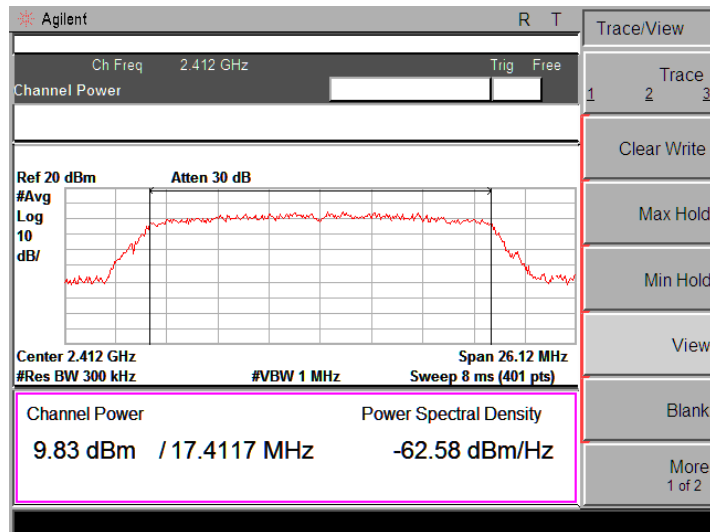 Agilent R T
Trace/View
Ch Freq 2.412 GHz Trig Free
Channel Power
Trace
1 2 3
Clear Write
Ref 20 dBm Atten 30 dB
#Avg
Log
10
dB/
Max Hold
Min Hold
View
Center 2.412 GHz Span 26.12 MHz
#Res BW 300 kHz #VBW 1 MHz Sweep 8 ms (401 pts)
Blank
Channel Power Power Spectral Density
9.83 dBm / 17.4117 MHz -62.58 dBm/Hz
More
1 of 2